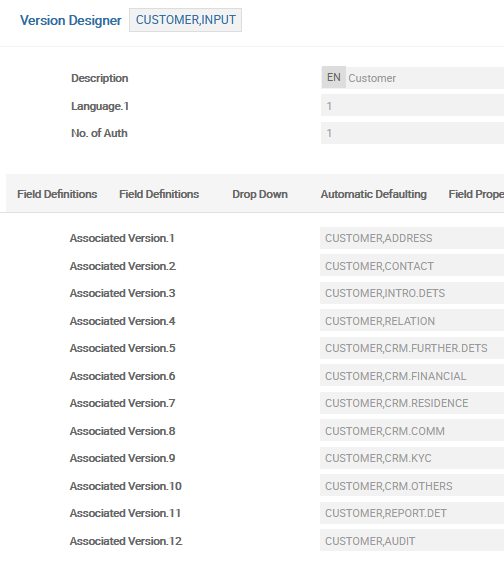 Version Designer CUSTOMER,INPUT
Description EN Customer
Language.1 1
No. of Auth 1
Field Definitions Field Definitions Drop Down Automatic Defaulting Field Prope
Associated Version.1 CUSTOMER,ADDRESS
Associated Version.2 CUSTOMER,CONTACT
Associated Version.3 CUSTOMER,INTRO.DETS
Associated Version.4 CUSTOMER,RELATION
Associated Version.5 CUSTOMER,CRM.FURTHER.DETS
Associated Version.6 CUSTOMER,CRM.FINANCIAL
Associated Version.7 CUSTOMER,CRM.RESIDENCE
Associated Version.8 CUSTOMER,CRM.COMM
Associated Version.9 CUSTOMER,CRM.KYC
Associated Version.10 CUSTOMER,CRM.OTHERS
Associated Version.11 CUSTOMER,REPORT.DET
Associated Version.12 CUSTOMER,AUDIT